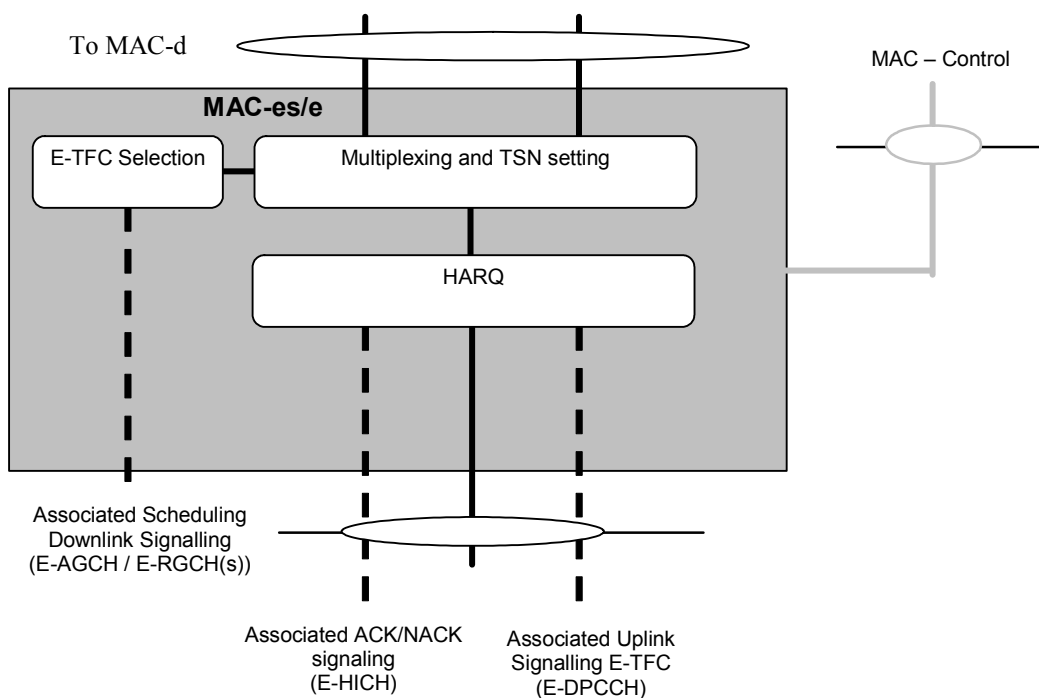 To MAC-d
MAC – Control
MAC-es/e
E-TFC Selection
Multiplexing and TSN setting
HARQ
Associated Scheduling
Downlink Signalling
(E-AGCH / E-RGCH(s))
Associated ACK/NACK
signaling
(E-HICH)
Associated Uplink
Signalling E-TFC
(E-DPCCH)